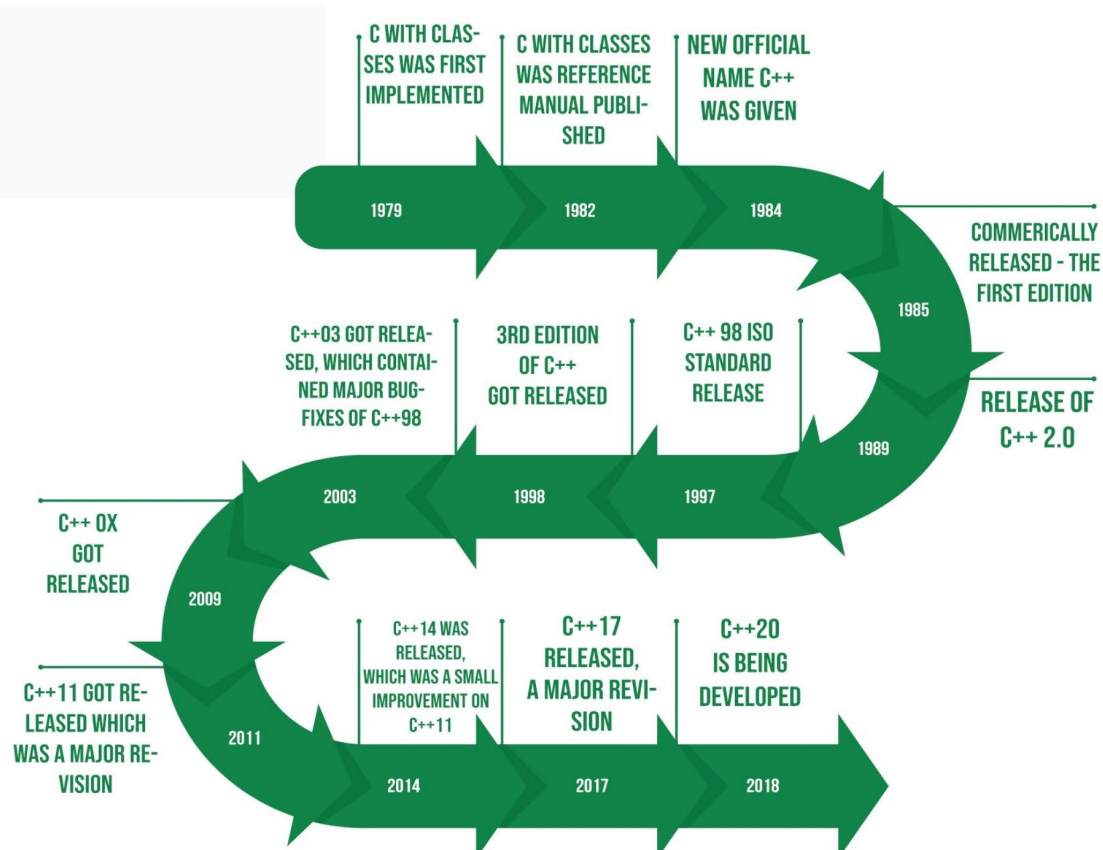 C WITH CLAS-
SES WAS FIRST
IMPLEMENTED
C WITH CLASSES
WAS REFERENCE
MANUAL PUBLI-
SHED
NEW OFFICIAL
NAME C++
WAS GIVEN
1979
1982
1984
COMMERICALLY
RELEASED - THE
FIRST EDITION
1985
RELEASE OF
C++ 2.0
1989
C++ 98 ISO
STANDARD
RELEASE
1997
3RD EDITION
OF C++
GOT RELEASED
1998
C++03 GOT RELEA-
SED, WHICH CONTAI-
NED MAJOR BUG-
FIXES OF C++98
2003
C++ 0X
GOT
RELEASED
2009
C++11 GOT RE-
LEASED WHICH
WAS A MAJOR RE-
VISION
2011
C++14 WAS
RELEASED,
WHICH WAS A SMALL
IMPROVEMENT ON
C++11
2014
C++17
RELEASED,
A MAJOR REVI-
SION
2017
C++20
IS BEING
DEVELOPED
2018